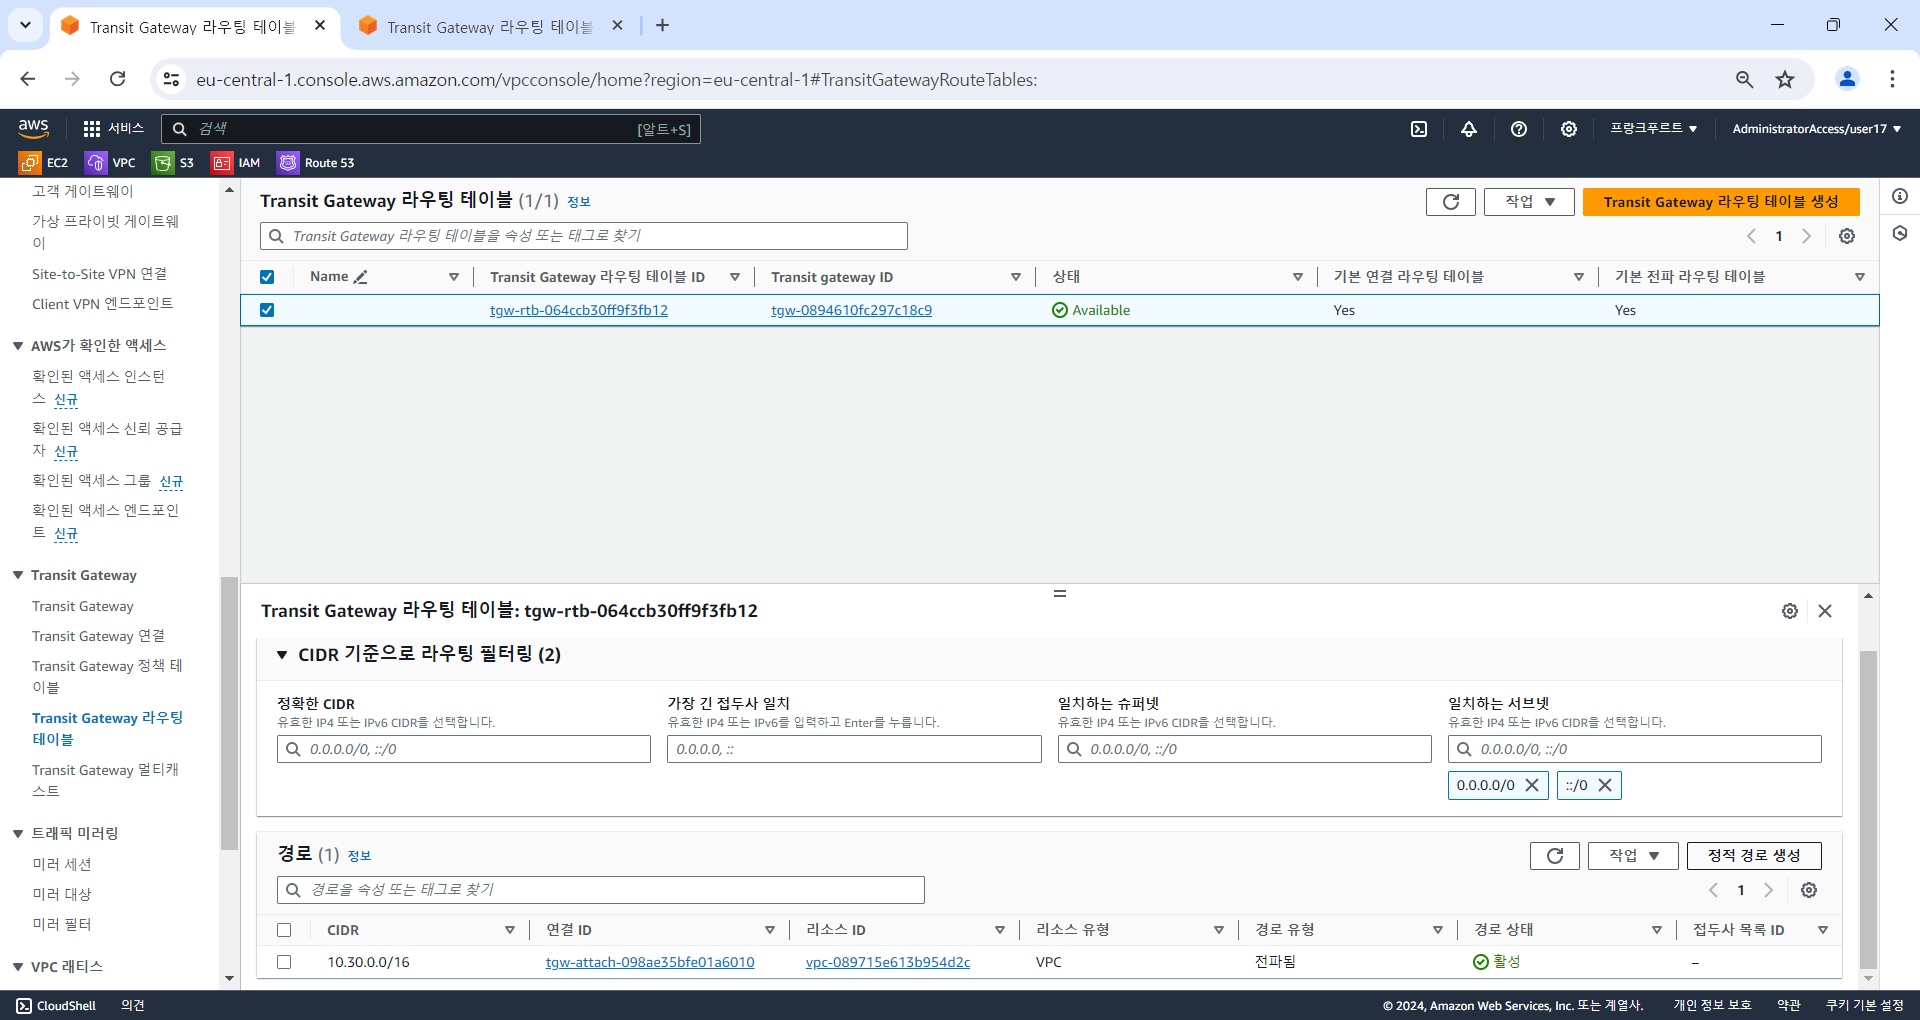 Transit Gateway 라우팅 테이블
Transit Gateway 라우팅 테이블
eu-central-1.console.aws.amazon.com/vpcconsole/home?region=eu-central-1#TransitGatewayRouteTables:
aws
서비스
검색
[알트+S]
프랑크푸르트
AdministratorAccess/user17
EC2
VPC
S3
IAM
Route 53
고객 게이트웨이
가상 프라이빗 게이트웨
이
Site-to-Site VPN 연결
Client VPN 엔드포인트
AWS가 확인한 액세스
확인된 액세스 인스턴
스 신규
확인된 액세스 신뢰 공급
자 신규
확인된 액세스 그룹 신규
확인된 액세스 엔드포인
트 신규
Transit Gateway
Transit Gateway
Transit Gateway 연결
Transit Gateway 정책 테
이블
Transit Gateway 라우팅
테이블
Transit Gateway 멀티캐
스트
트래픽 미러링
미러 세션
미러 대상
미러 필터
VPC 래티스
Transit Gateway 라우팅 테이블 (1/1) 정보
작업
Transit Gateway 라우팅 테이블 생성
Transit Gateway 라우팅 테이블을 속성 또는 태그로 찾기
1
Name
Transit Gateway 라우팅 테이블 ID
Transit gateway ID
상태
기본 연결 라우팅 테이블
기본 전파 라우팅 테이블
tgw-rtb-064ccb30ff9f3fb12
tgw-0894610fc297c18c9
Available
Yes
Yes
Transit Gateway 라우팅 테이블: tgw-rtb-064ccb30ff9f3fb12
CIDR 기준으로 라우팅 필터링 (2)
정확한 CIDR
유효한 IP4 또는 IPv6 CIDR을 선택합니다.
0.0.0.0/0, ::/0
가장 긴 접두사 일치
유효한 IP4 또는 IPv6를 입력하고 Enter를 누릅니다.
0.0.0.0, ::
일치하는 슈퍼넷
유효한 IP4 또는 IPv6 CIDR을 선택합니다.
0.0.0.0/0, ::/0
일치하는 서브넷
유효한 IP4 또는 IPv6 CIDR을 선택합니다.
0.0.0.0/0, ::/0
0.0.0.0/0
::/0
경로 (1) 정보
작업
정적 경로 생성
경로을 속성 또는 태그로 찾기
1
CIDR
연결 ID
리소스 ID
리소스 유형
경로 유형
경로 상태
접두사 목록 ID
10.30.0.0/16
tgw-attach-098ae35bfe01a6010
vpc-089715e613b954d2c
VPC
전파됨
활성
–
CloudShell
의견
© 2024, Amazon Web Services, Inc. 또는 계열사.
개인 정보 보호
약관
쿠키 기본 설정